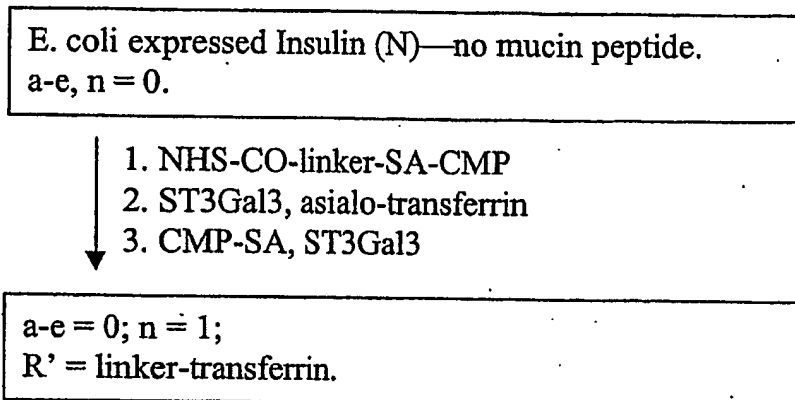 E. coli expressed Insulin (N)—no mucin peptide.
a-e, n = 0.
1. NHS-CO-linker-SA-CMP
2. ST3Gal3, asialo-transferrin
3. CMP-SA, ST3Gal3
a-e = 0; n = 1;
R’ = linker-transferrin.